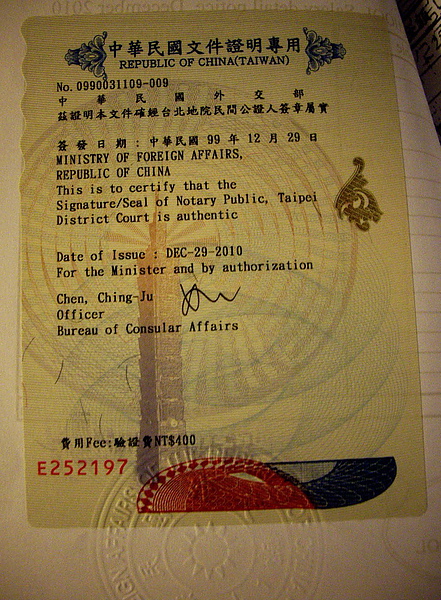 中華民國文件證明專用
REPUBLIC OF CHINA(TAIWAN)
No. 0990031109-009
中華民國外交部
茲證明本文件確經台北地院民間公證人簽章屬實
簽發日期:中華民國 99 年 12 月 29 日
MINISTRY OF FOREIGN AFFAIRS,
REPUBLIC OF CHINA
This is to certify that the
Signature/Seal of Notary Public, Taipei
District Court is authentic
Date of Issue : DEC-29-2010
For the Minister and by authorization
Chen, Ching-Ju
Officer
Bureau of Consular Affairs
費用Fee:驗證費NT$400
E252197